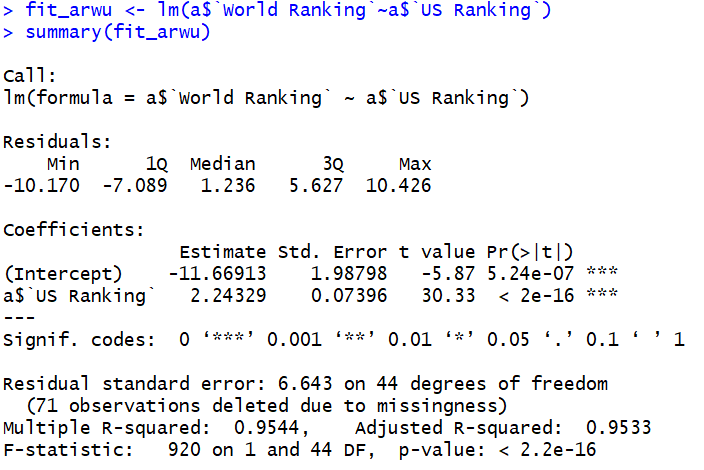 > fit_arwu <- lm(a$`World Ranking`~a$`US Ranking`)
> summary(fit_arwu)
Call:
lm(formula = a$`World Ranking` ~ a$`US Ranking`)
Residuals:
    Min      1Q  Median      3Q     Max
-10.170  -7.089   1.236   5.627  10.426
Coefficients:
               Estimate Std. Error t value Pr(>|t|)
(Intercept)   -11.66913    1.98798   -5.87 5.24e-07 ***
a$`US Ranking`  2.24329    0.07396   30.33  < 2e-16 ***
---
Signif. codes:  0 ‘***’ 0.001 ‘**’ 0.01 ‘*’ 0.05 ‘.’ 0.1 ‘ ’ 1
Residual standard error: 6.643 on 44 degrees of freedom
  (71 observations deleted due to missingness)
Multiple R-squared:  0.9544,	Adjusted R-squared:  0.9533
F-statistic:   920 on 1 and 44 DF,  p-value: < 2.2e-16